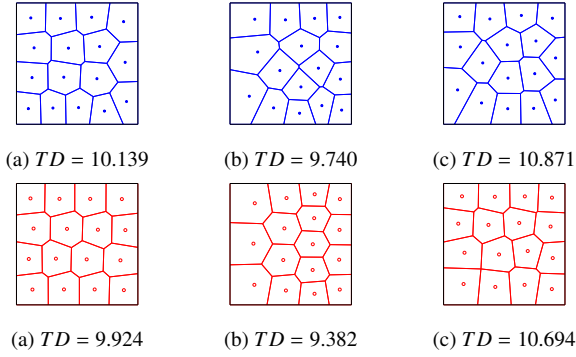 (a) TD = 10.139 (b) TD = 9.740 (c) TD = 10.871
(a) TD = 9.924 (b) TD = 9.382 (c) TD = 10.694